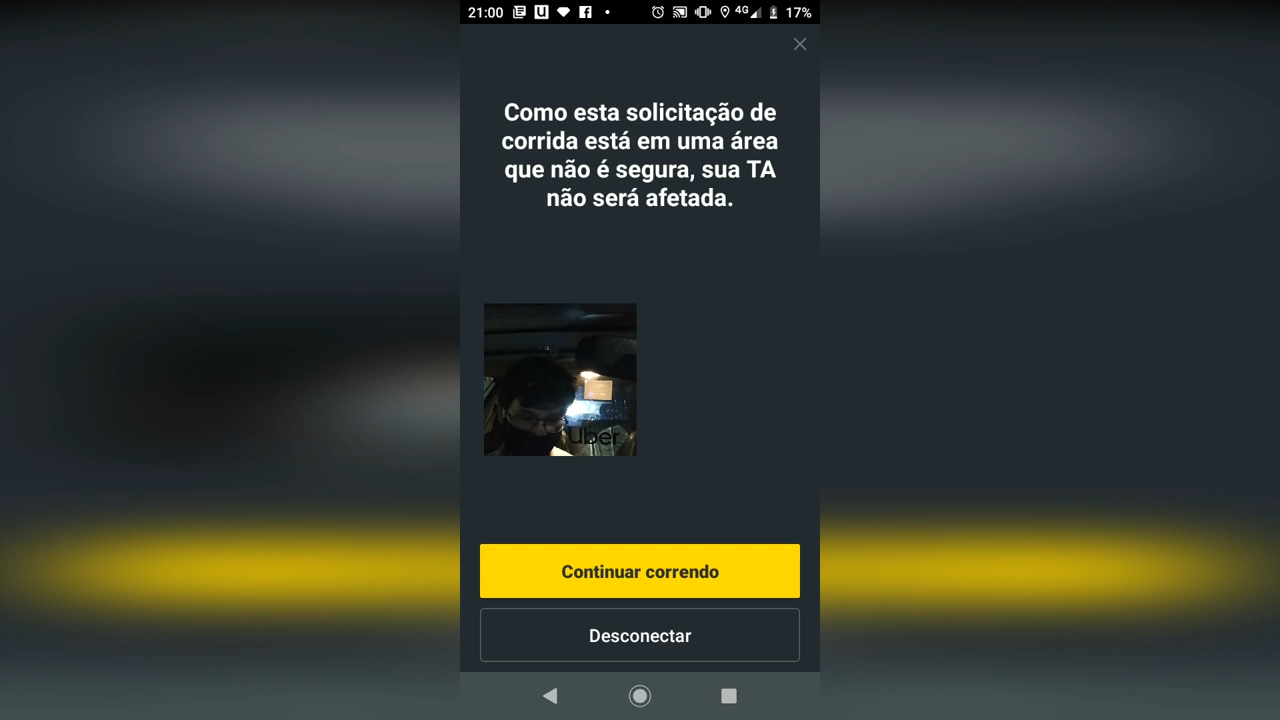 21:00
4G
17%
Como esta solicitação de
corrida está em uma área
que não é segura, sua TA
não será afetada.
Uber
Continuar correndo
Desconectar